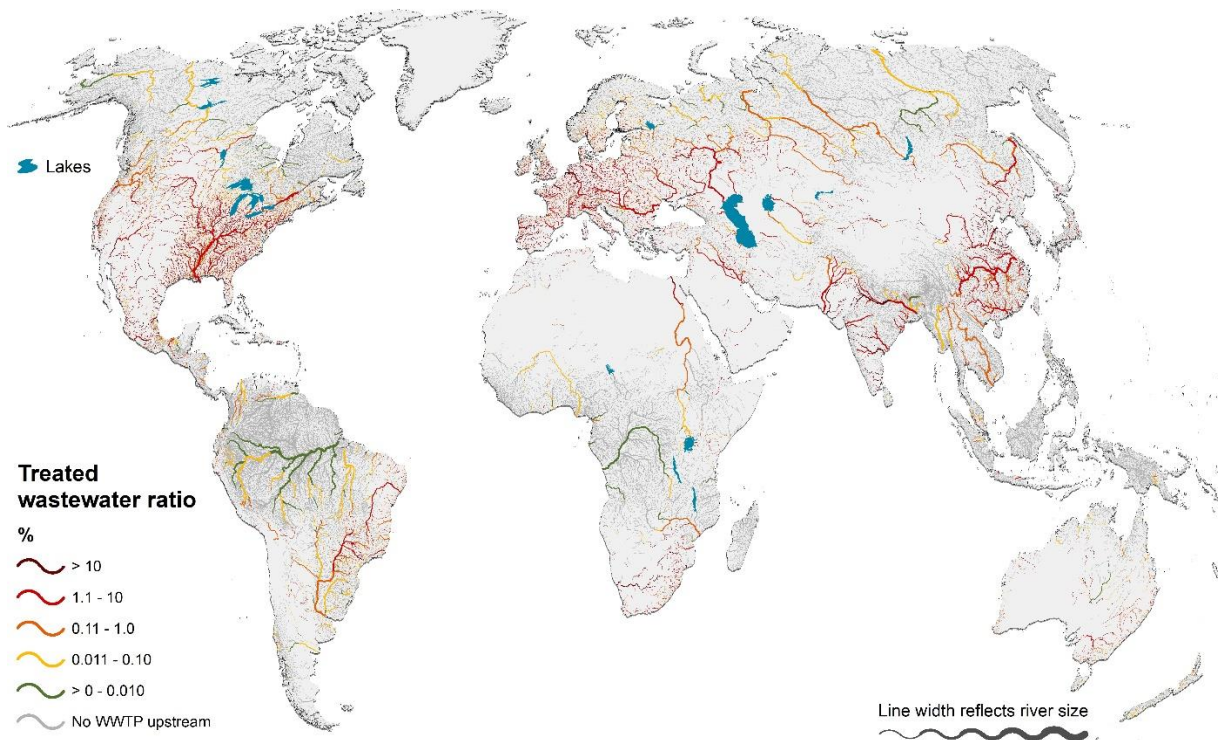 Lakes
Treated
wastewater ratio
%
> 10
1.1 - 10
0.11 - 1.0
0.011 - 0.10
> 0 - 0.010
No WWTP upstream
Line width reflects river size